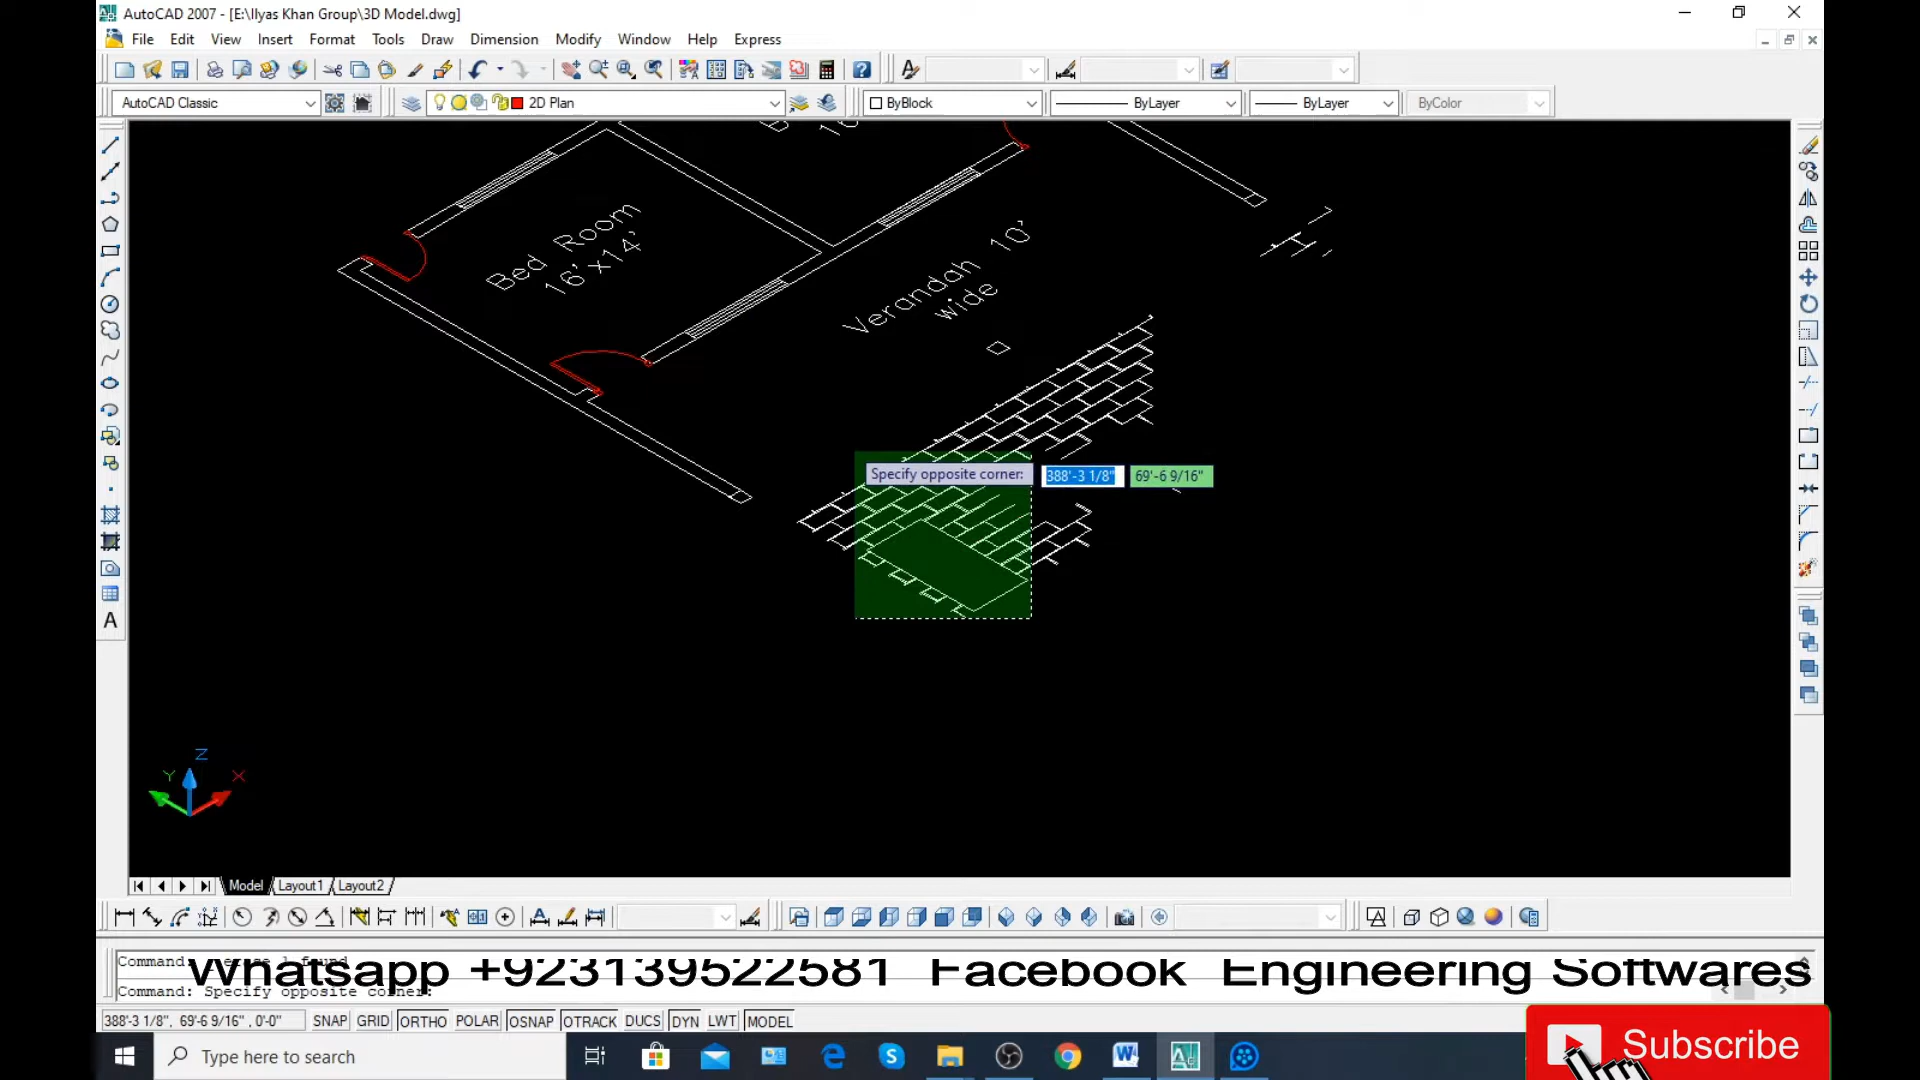 AutoCAD 2007 - [E:\Ilyas Khan Group\3D Model.dwg]
File Edit View Insert Format Tools Draw Dimension Modify Window Help Express
AutoCAD Classic 2D Plan ByBlock ByLayer ByLayer ByColor
Bed Room
16'x14'
Verandah 10'
wide
Specify opposite corner: 388'-3 1/8" 69'-6 9/16"
Z
Y X
A
Model Layout1 Layout2
Command: erase 1 found
Whatsapp +923139522581 Facebook Engineering Softwares
Command: Specify opposite corner:
388'-3 1/8", 69'-6 9/16" , 0'-0" SNAP GRID ORTHO POLAR OSNAP OTRACK DUCS DYN LWT MODEL
Type here to search
Subscribe